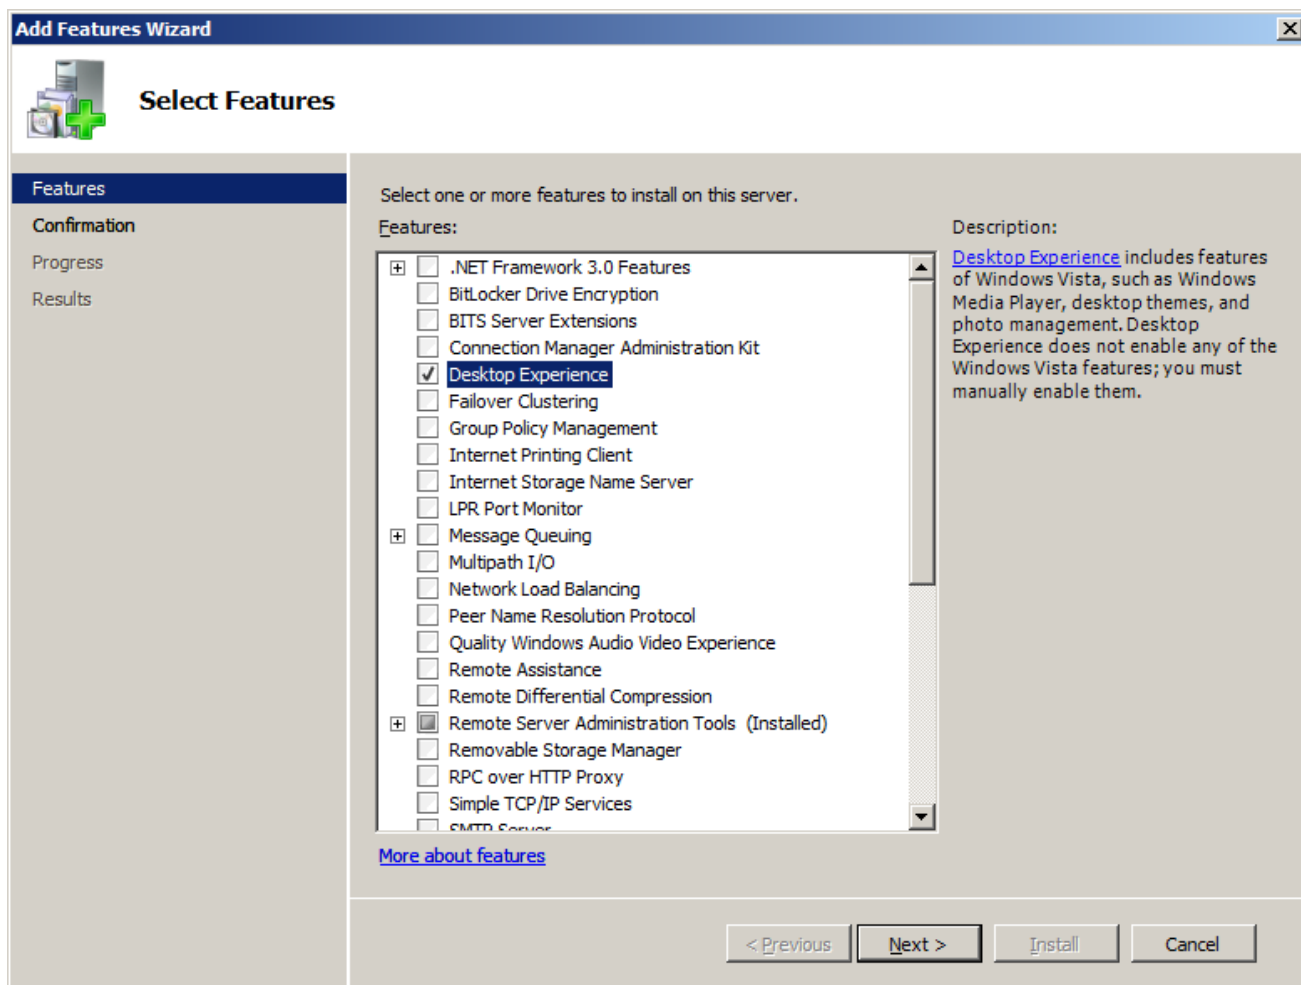 Add Features Wizard
Select Features
Features
Confirmation
Progress
Results
Select one or more features to install on this server.
Features:
.NET Framework 3.0 Features
BitLocker Drive Encryption
BITS Server Extensions
Connection Manager Administration Kit
Desktop Experience
Failover Clustering
Group Policy Management
Internet Printing Client
Internet Storage Name Server
LPR Port Monitor
Message Queuing
Multipath I/O
Network Load Balancing
Peer Name Resolution Protocol
Quality Windows Audio Video Experience
Remote Assistance
Remote Differential Compression
Remote Server Administration Tools (Installed)
Removable Storage Manager
RPC over HTTP Proxy
Simple TCP/IP Services
SMTP Server
More about features
Description:
Desktop Experience includes features
of Windows Vista, such as Windows
Media Player, desktop themes, and
photo management. Desktop
Experience does not enable any of the
Windows Vista features; you must
manually enable them.
< Previous
Next >
Install
Cancel